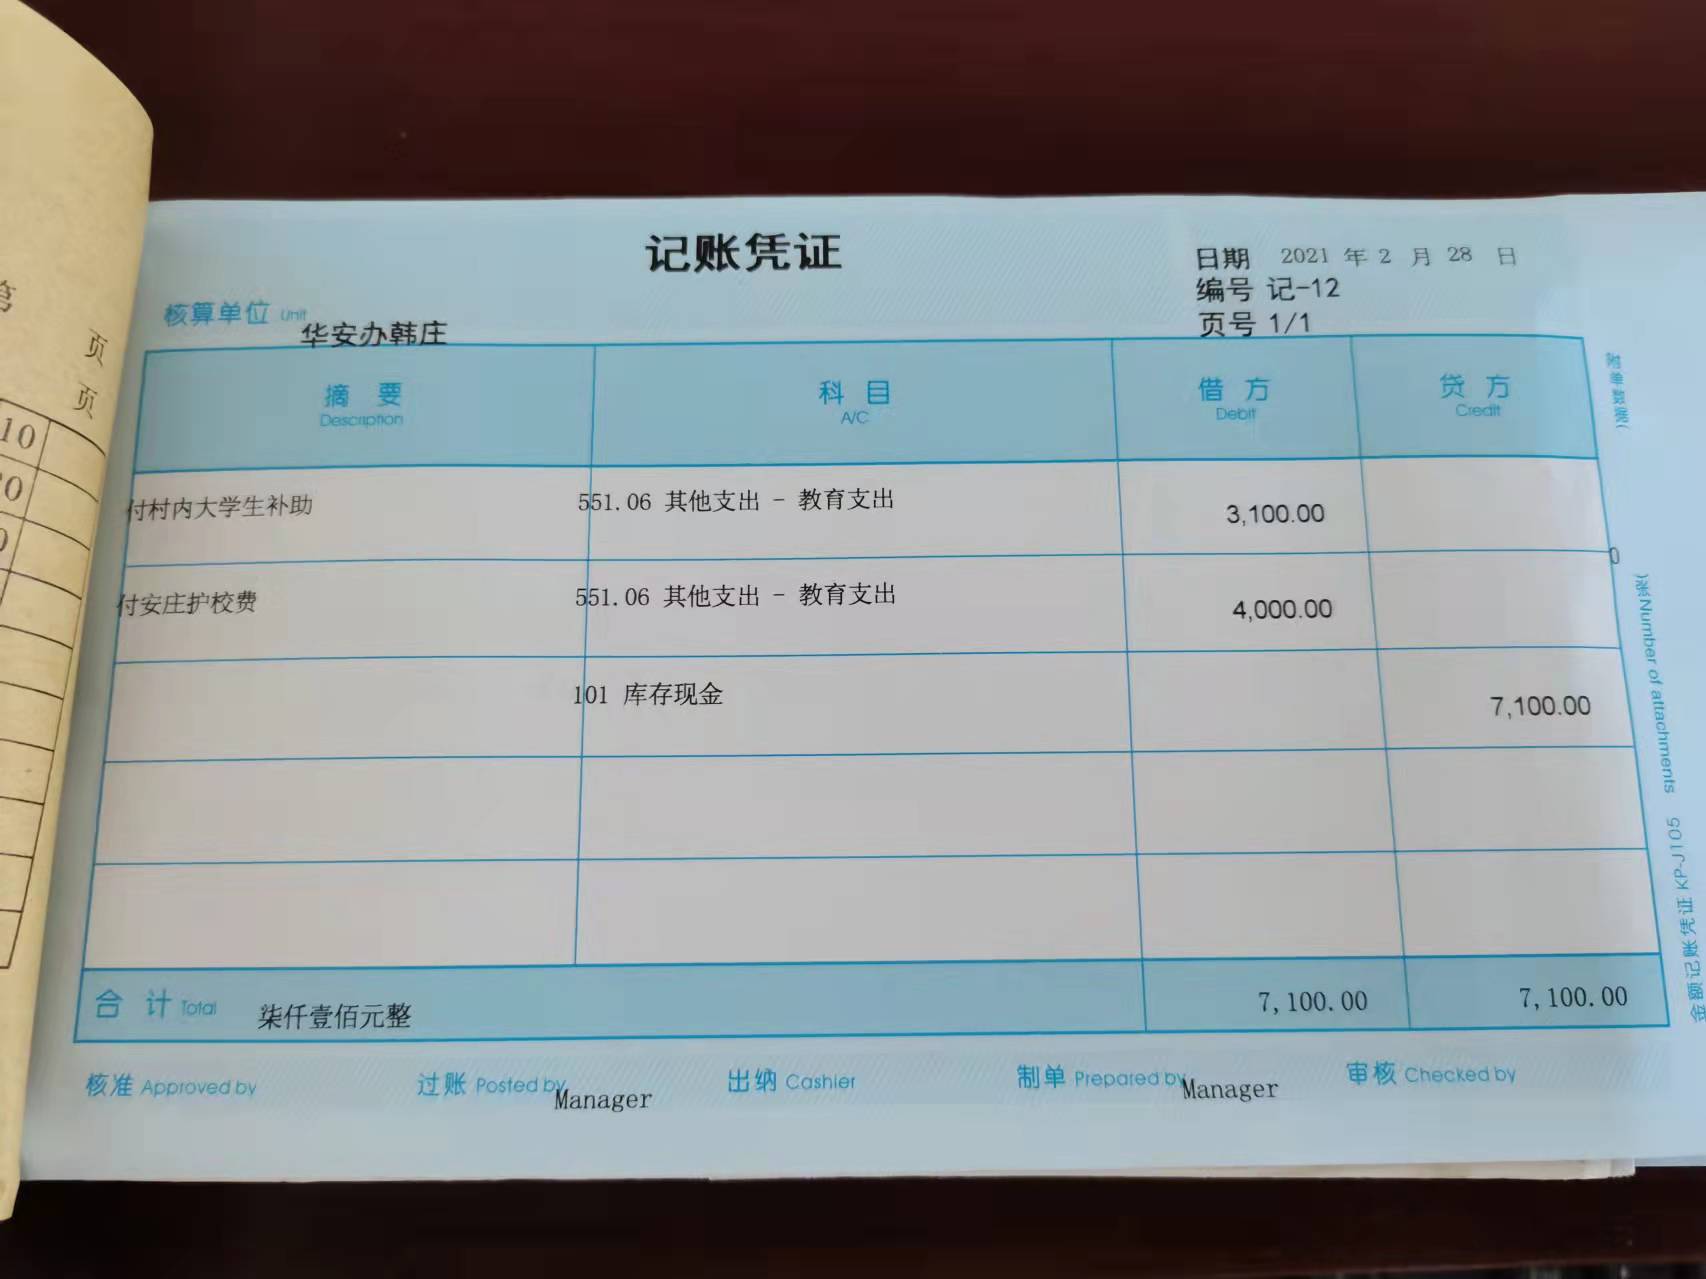 第
页
页
10
记账凭证
日期 2021 年 2 月 28 日
编号 记-12
页号 1/1
核算单位 Unit 华安办韩庄
摘要 科目 借方 贷方
Description A/C Debit Credit
付村内大学生补助 551.06 其他支出 - 教育支出 3,100.00
付安庄护校费 551.06 其他支出 - 教育支出 4,000.00
101 库存现金 7,100.00
合计 Total 柒仟壹佰元整 7,100.00 7,100.00
核准 Approved by 过账 Posted by Manager 出纳 Cashier 制单 Prepared by Manager 审核 Checked by
附单数据(
0
)张 Number of attachments
金额记账凭证 KP-J105